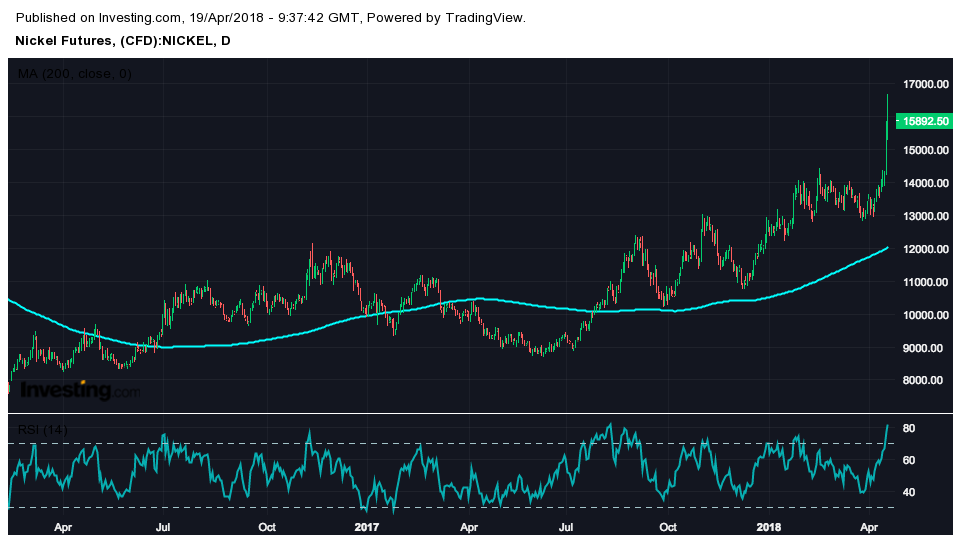 Published on Investing.com, 19/Apr/2018 - 9:37:42 GMT, Powered by TradingView.
Nickel Futures, (CFD):NICKEL, D
MA (200, close, 0)
17000.00
15892.50
15000.00
14000.00
13000.00
12000.00
11000.00
10000.00
9000.00
8000.00
Investing.com
RSI (14)
80
60
40
Apr Jul Oct 2017 Apr Jul Oct 2018 Apr